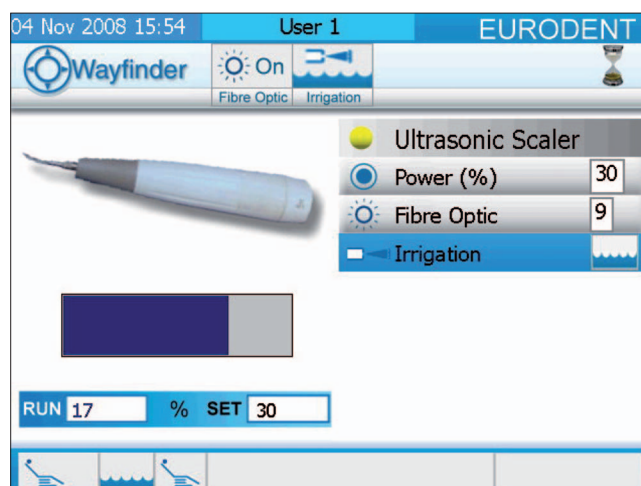 04 Nov 2008 15:54 User 1 EURODENT
Wayfinder On
Fibre Optic Irrigation
Ultrasonic Scaler
Power (%) 30
Fibre Optic 9
Irrigation
RUN 17 % SET 30